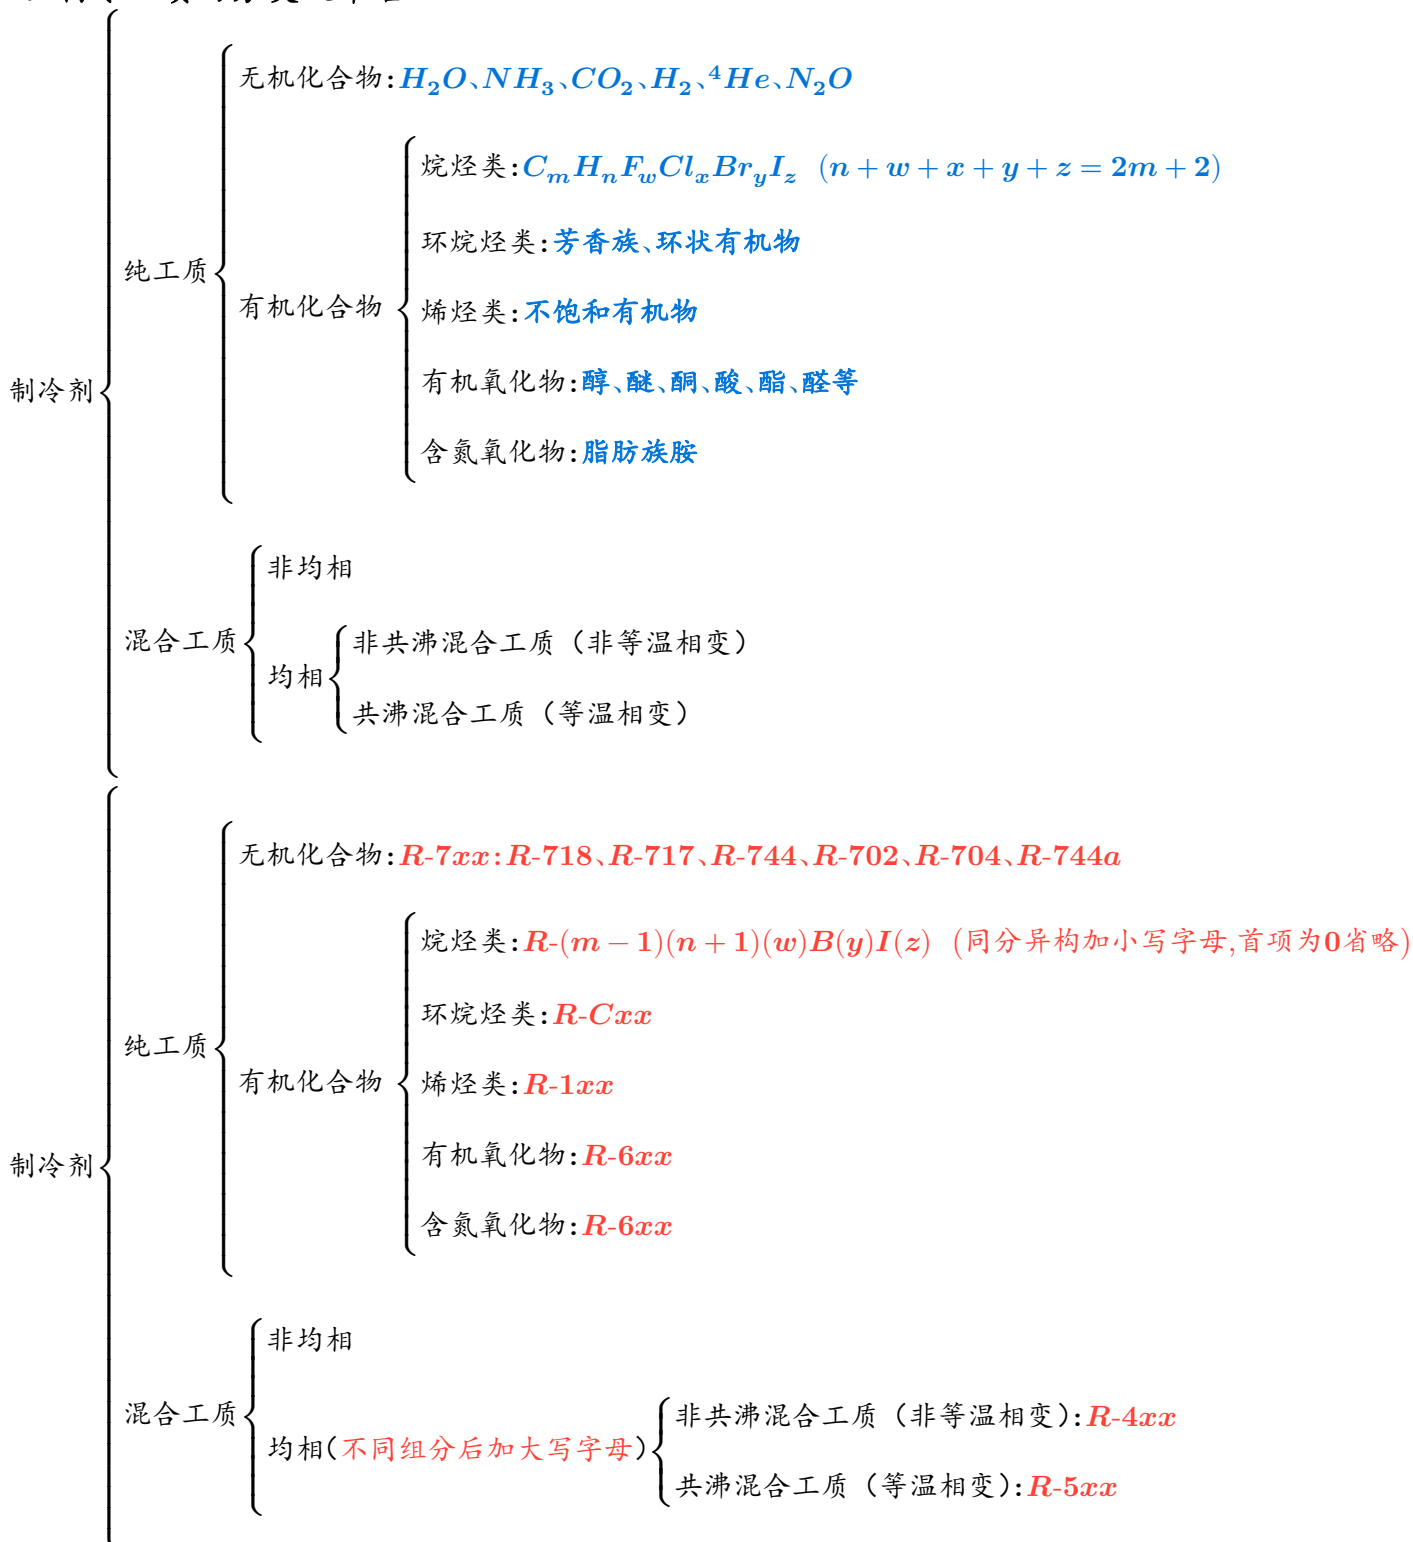 制冷剂
纯工质
无机化合物:H₂O、NH₃、CO₂、H₂、⁴He、N₂O
有机化合物
烷烃类:CₘHₙF_wClₓBr_yI_z (n + w + x + y + z = 2m + 2)
环烷烃类:芳香族、环状有机物
烯烃类:不饱和有机物
有机氧化物:醇、醚、酮、酸、酯、醛等
含氮氧化物:脂肪族胺
混合工质
非均相
均相
非共沸混合工质（非等温相变）
共沸混合工质（等温相变）
制冷剂
纯工质
无机化合物:R-7xx:R-718、R-717、R-744、R-702、R-704、R-744a
有机化合物
烷烃类:R-(m − 1)(n + 1)(w)B(y)I(z) (同分异构加小写字母,首项为0省略)
环烷烃类:R-Cxx
烯烃类:R-1xx
有机氧化物:R-6xx
含氮氧化物:R-6xx
混合工质
非均相
均相(不同组分后加大写字母)
非共沸混合工质（非等温相变）:R-4xx
共沸混合工质（等温相变）:R-5xx